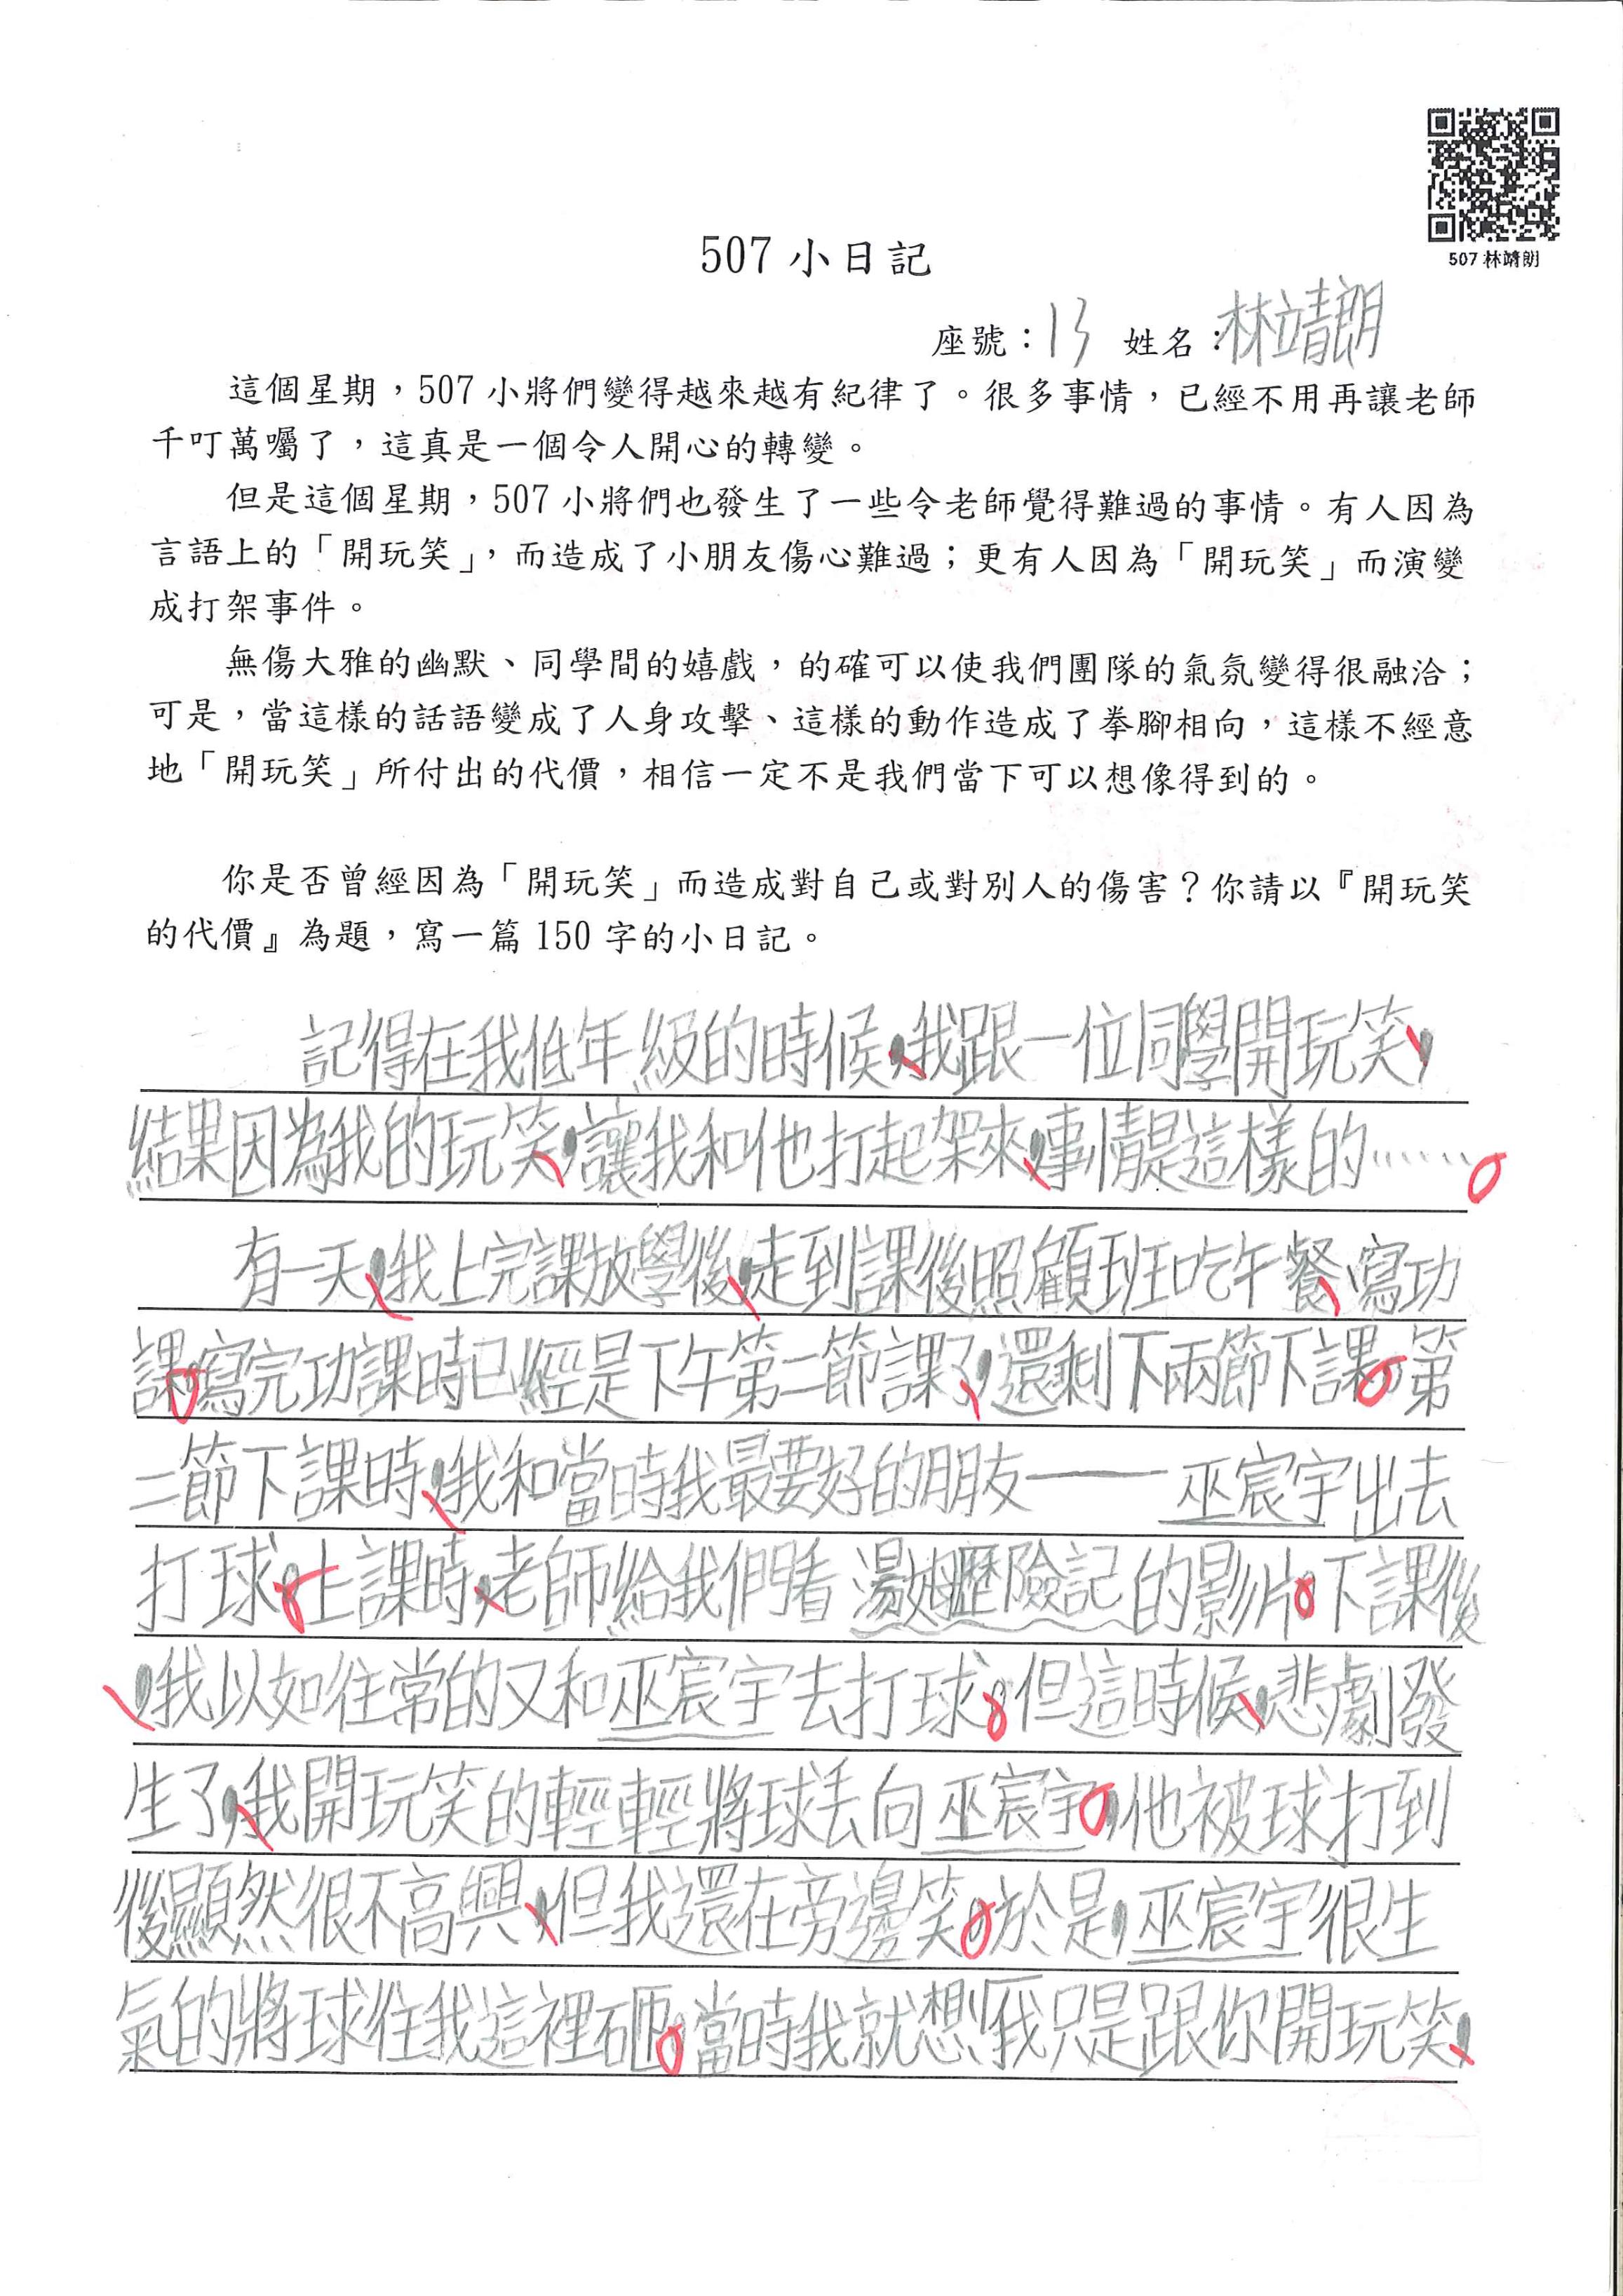 507 林靖朗
507 小日記
座號：13 姓名：林靖朗
這個星期，507 小將們變得越來越有紀律了。很多事情，已經不用再讓老師
千叮萬囑了，這真是一個令人開心的轉變。
但是這個星期，507 小將們也發生了一些令老師覺得難過的事情。有人因為
言語上的「開玩笑」，而造成了小朋友傷心難過；更有人因為「開玩笑」而演變
成打架事件。
無傷大雅的幽默、同學間的嬉戲，的確可以使我們團隊的氣氛變得很融洽；
可是，當這樣的話語變成了人身攻擊、這樣的動作造成了拳腳相向，這樣不經意
地「開玩笑」所付出的代價，相信一定不是我們當下可以想像得到的。
你是否曾經因為「開玩笑」而造成對自己或對別人的傷害？你請以『開玩笑
的代價』為題，寫一篇 150 字的小日記。
記得在我低年級的時候，我跟一位同學開玩笑，
結果因為我的玩笑，讓我和他打起架來，事情是這樣的……。
有一天，我上完課放學後，走到課後照顧班吃午餐、寫功
課。寫完功課時已經是下午第二節課了，還剩下兩節下課。第
二節下課時，我和當時我最要好的朋友——巫宸宇出去
打球。上課時，老師給我們看湯姆歷險記的影片。下課後
，我以如往常的又和巫宸宇去打球。但這時候，悲劇發
生了，我開玩笑的輕輕將球丟向巫宸宇。他被球打到
後顯然很不高興，但我還在旁邊笑。於是，巫宸宇很生
氣的將球往我這裡砸。當時我就想「我只是跟你開玩笑，